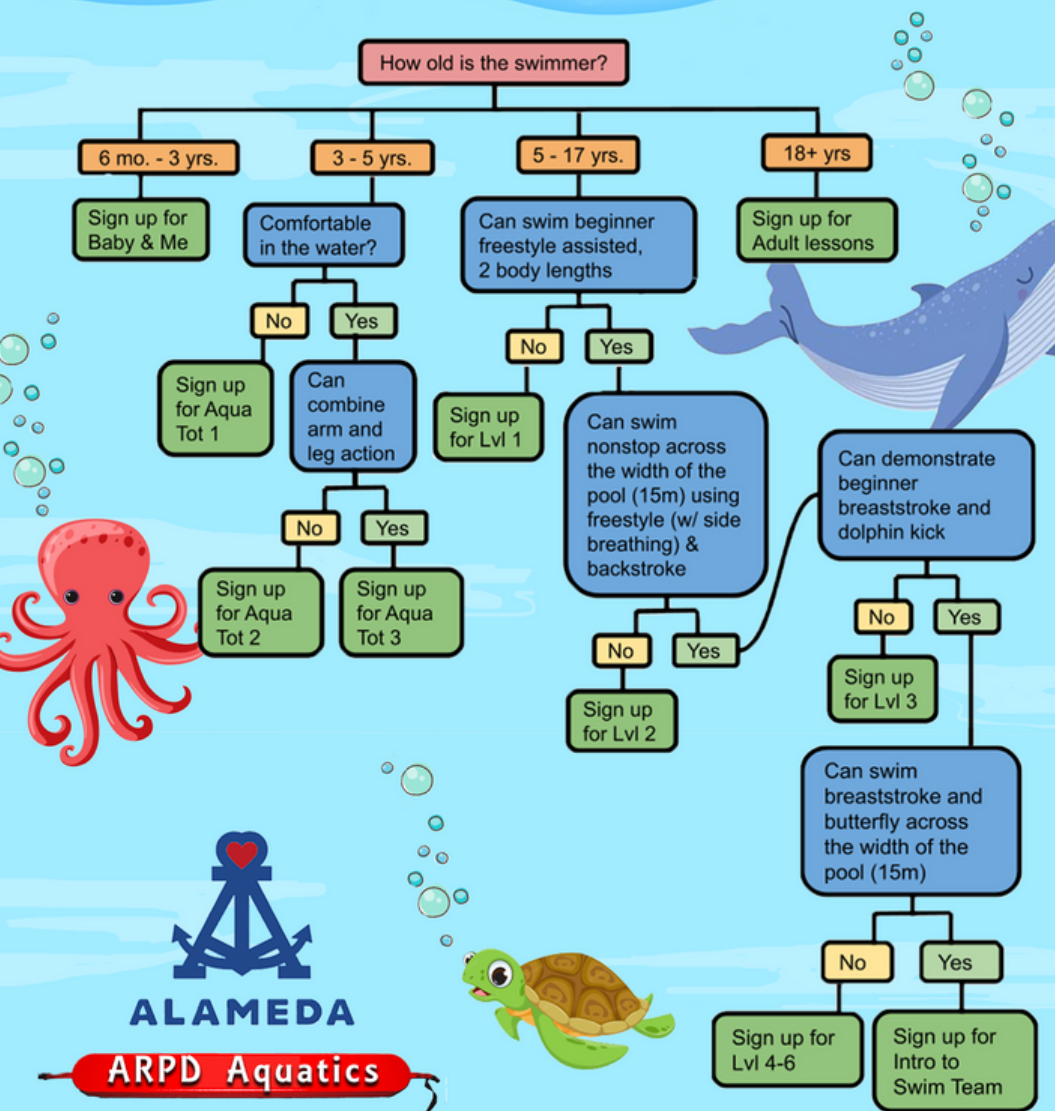 How old is the swimmer?
6 mo. - 3 yrs.
3 - 5 yrs.
5 - 17 yrs.
18+ yrs
Sign up for
Baby & Me
Comfortable
in the water?
Can swim beginner
freestyle assisted,
2 body lengths
Sign up for
Adult lessons
No
Yes
No
Yes
Sign up
for Aqua
Tot 1
Can
combine
arm and
leg action
Sign up
for Lvl 1
Can swim
nonstop across
the width of the
pool (15m) using
freestyle (w/ side
breathing) &
backstroke
Can demonstrate
beginner
breaststroke and
dolphin kick
No
Yes
Sign up
for Aqua
Tot 2
Sign up
for Aqua
Tot 3
No
Yes
No
Yes
Sign up
for Lvl 2
Sign up
for Lvl 3
Can swim
breaststroke and
butterfly across
the width of the
pool (15m)
No
Yes
Sign up for
Lvl 4-6
Sign up for
Intro to
Swim Team
ALAMEDA
ARPD Aquatics